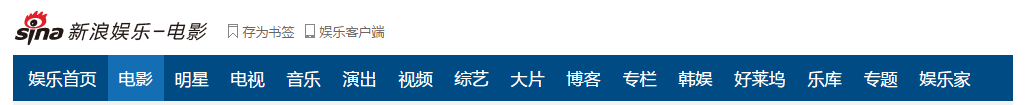 sina 新浪娱乐-电影 存为书签 娱乐客户端
娱乐首页 电影 明星 电视 音乐 演出 视频 综艺 大片 博客 专栏 韩娱 好莱坞 乐库 专题 娱乐家